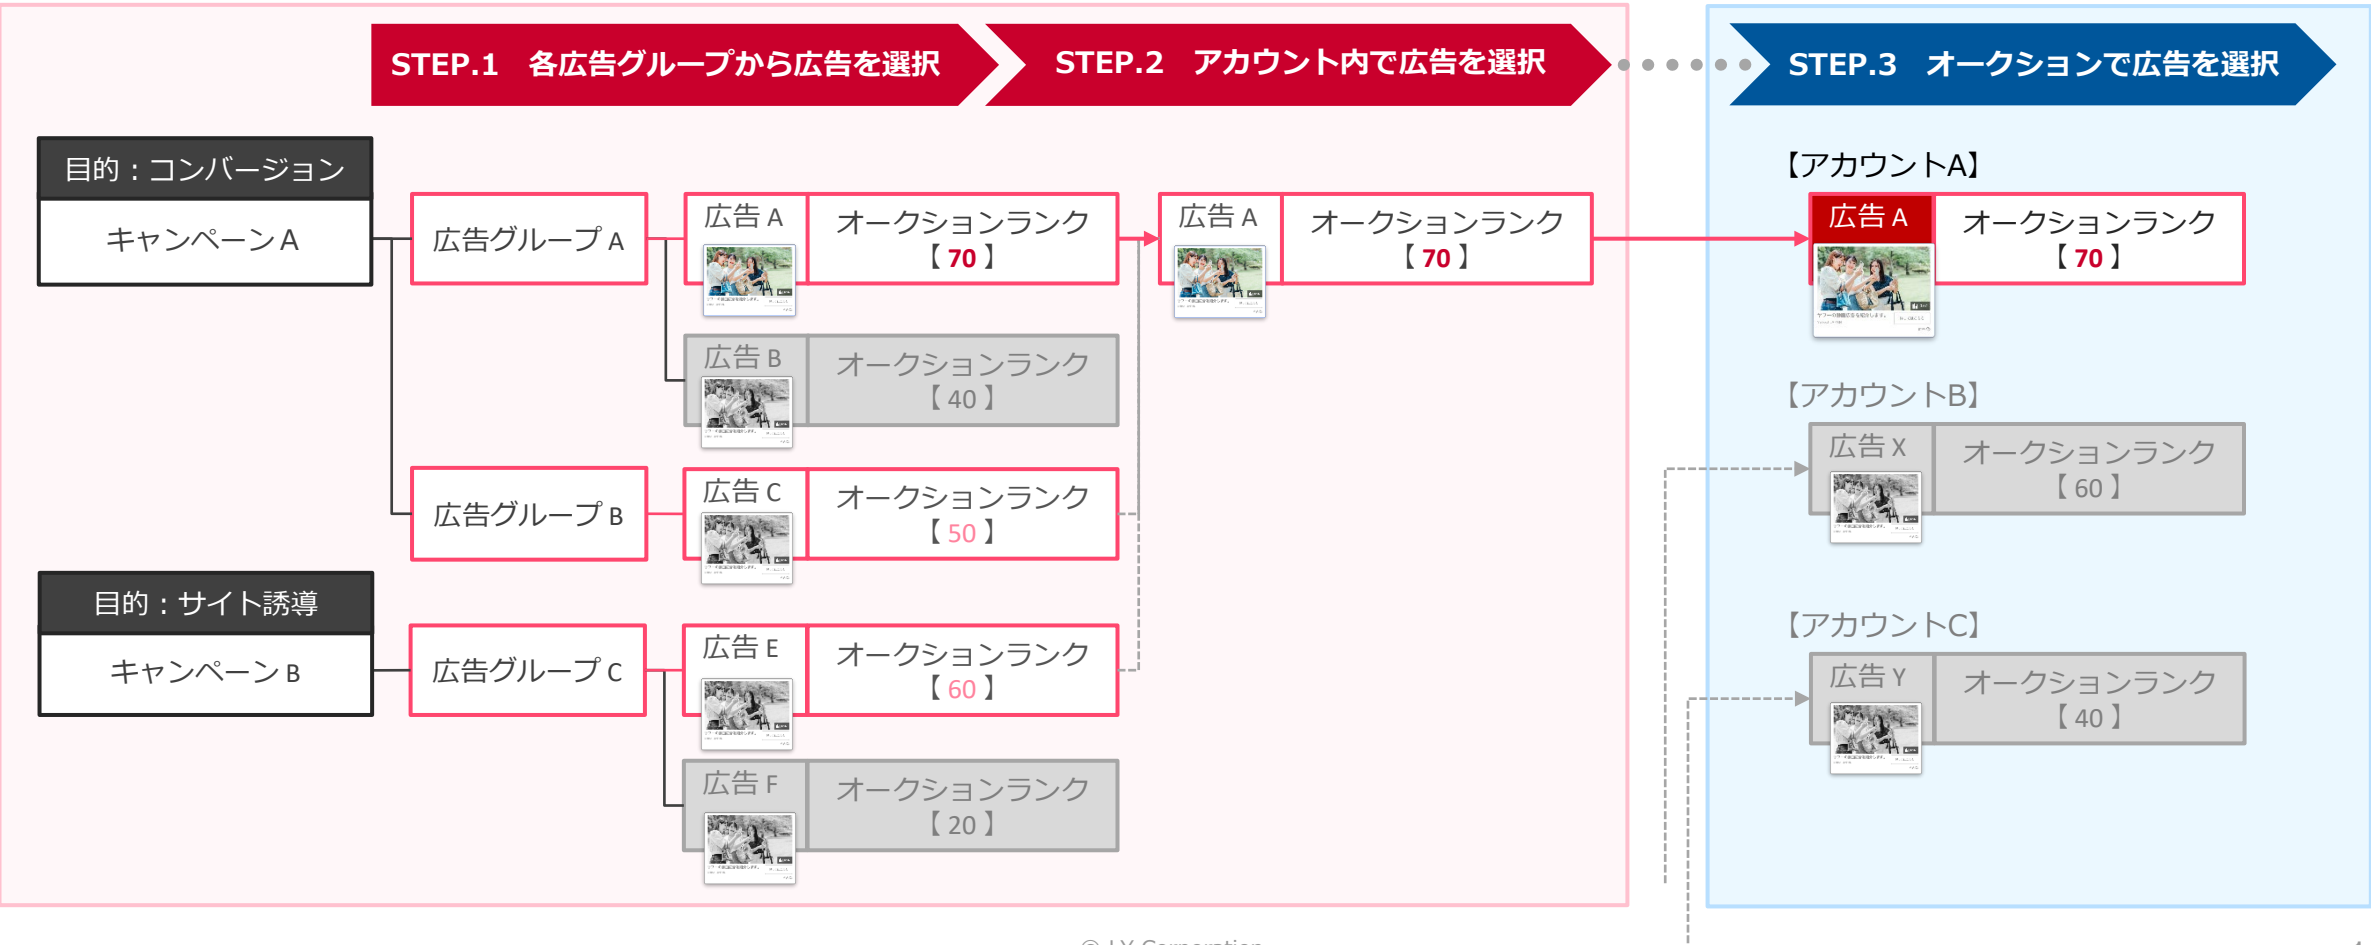 STEP.1 各広告グループから広告を選択
STEP.2 アカウント内で広告を選択
STEP.3 オークションで広告を選択
目的：コンバージョン
キャンペーン A
広告グループ A
広告 A
オークションランク
【 70 】
広告 B
オークションランク
【 40 】
広告グループ B
広告 C
オークションランク
【 50 】
目的：サイト誘導
キャンペーン B
広告グループ C
広告 E
オークションランク
【 60 】
広告 F
オークションランク
【 20 】
広告 A
オークションランク
【 70 】
【アカウントA】
広告 A
オークションランク
【 70 】
【アカウントB】
広告 X
オークションランク
【 60 】
【アカウントC】
広告 Y
オークションランク
【 40 】
© LY Corporation